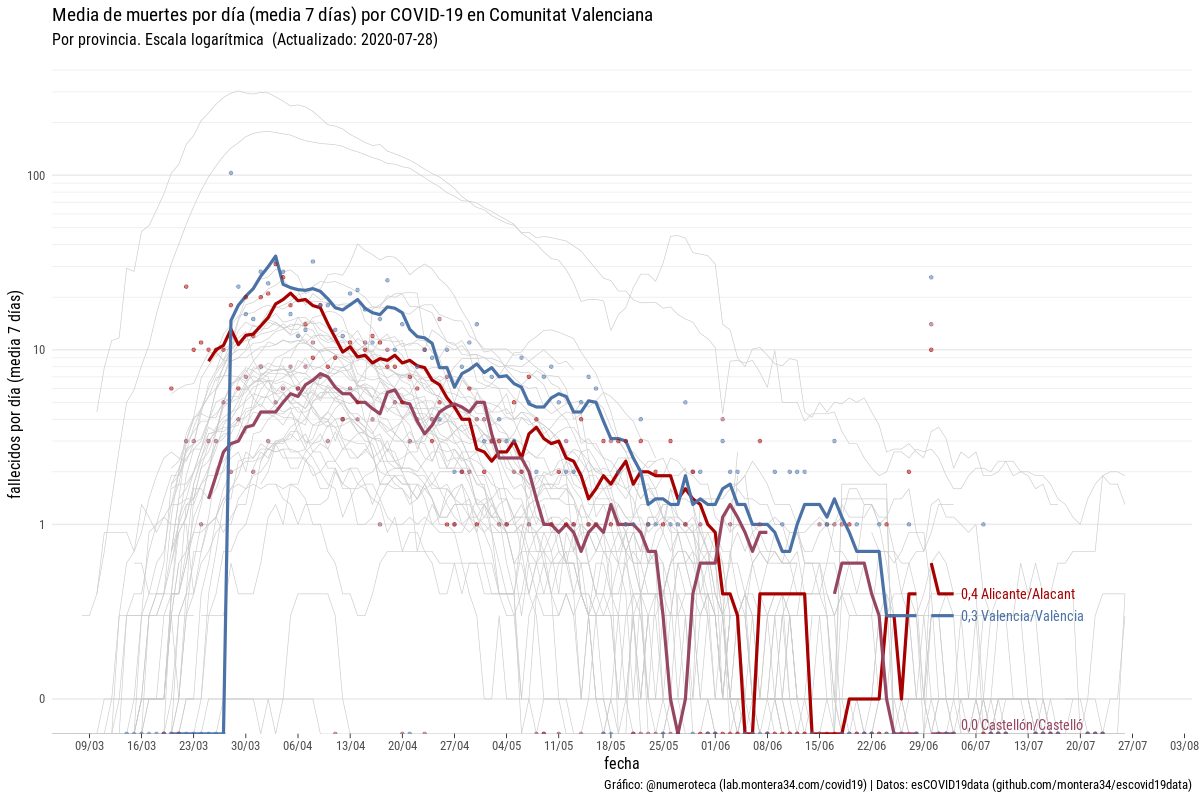 Media de muertes por día (media 7 días) por COVID-19 en Comunitat Valenciana
Por provincia. Escala logarítmica (Actualizado: 2020-07-28)
fallecidos por día (media 7 días)
100
10
1
0
0,4 Alicante/Alacant
0,3 Valencia/València
0,0 Castellón/Castelló
09/03 16/03 23/03 30/03 06/04 13/04 20/04 27/04 04/05 11/05 18/05 25/05 01/06 08/06 15/06 22/06 29/06 06/07 13/07 20/07 27/07 03/08
fecha
Gráfico: @numeroteca (lab.montera34.com/covid19) | Datos: esCOVID19data (github.com/montera34/escovid19data)